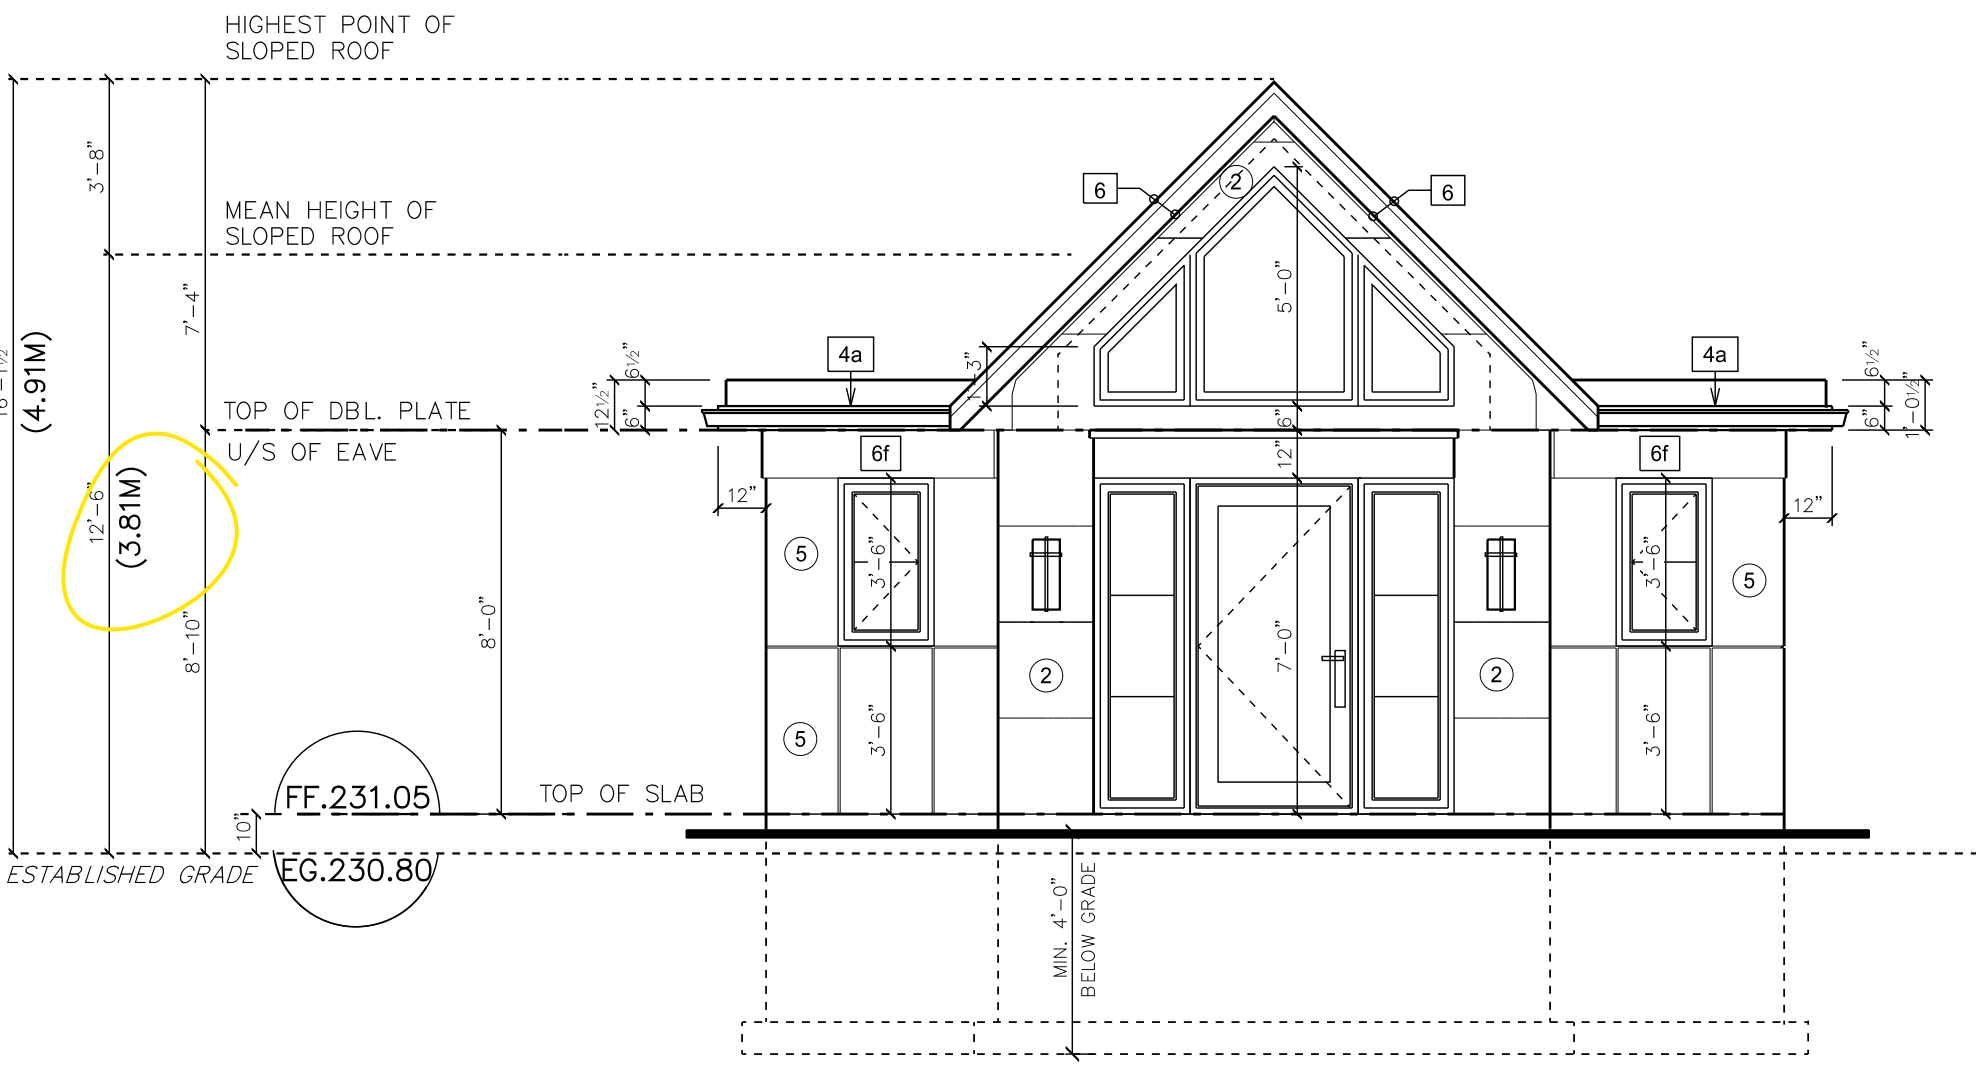 HIGHEST POINT OF
SLOPED ROOF
3'-8"
MEAN HEIGHT OF
SLOPED ROOF
7'-4"
(4.91M)
6
2
6
5'-0"
4a
4a
6½"
12½"
6"
1'-3"
6"
6½"
6"
1'-0½"
TOP OF DBL. PLATE
U/S OF EAVE
12'-6"
(3.81M)
8'-10"
8'-0"
6f
6f
12"
12"
12"
5
3'-6"
3'-6"
5
7'-0"
2
2
5
3'-6"
3'-6"
FF.231.05
TOP OF SLAB
10"
ESTABLISHED GRADE
EG.230.80
MIN. 4'-0"
BELOW GRADE